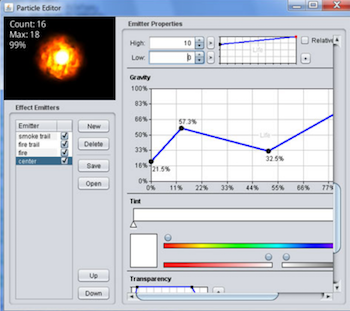 Particle Editor
Count: 16
Max: 18
99%
Effect Emitters
Emitter
smoke trail
fire trail
fire
center
New
Delete
Save
Open
Up
Down
Emitter Properties
High: 10
Low: 0
Life
Relative
Gravity
100%
83%
66%
50%
33%
16%
0%
57.3%
Life
32.5%
21.5%
0% 11% 22% 33% 44% 55% 66% 77%
Tint
Transparency